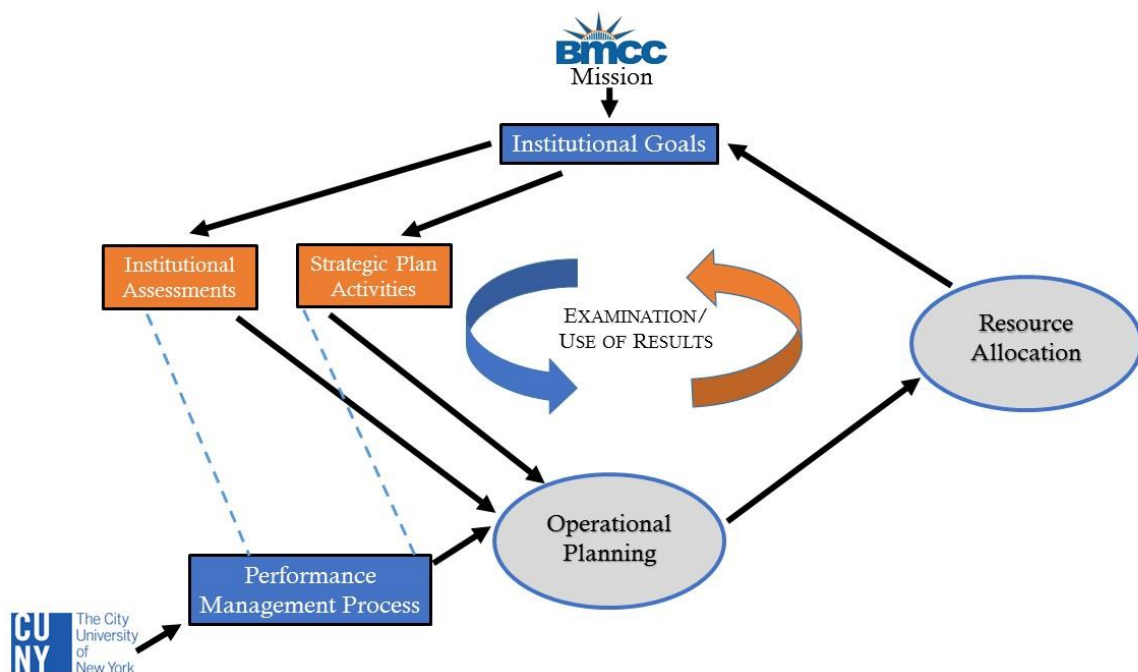 BMCC
Mission
Institutional Goals
Institutional
Assessments
Strategic Plan
Activities
EXAMINATION/
USE OF RESULTS
Resource
Allocation
Operational
Planning
Performance
Management Process
CU
NY
The City
University
of
New York